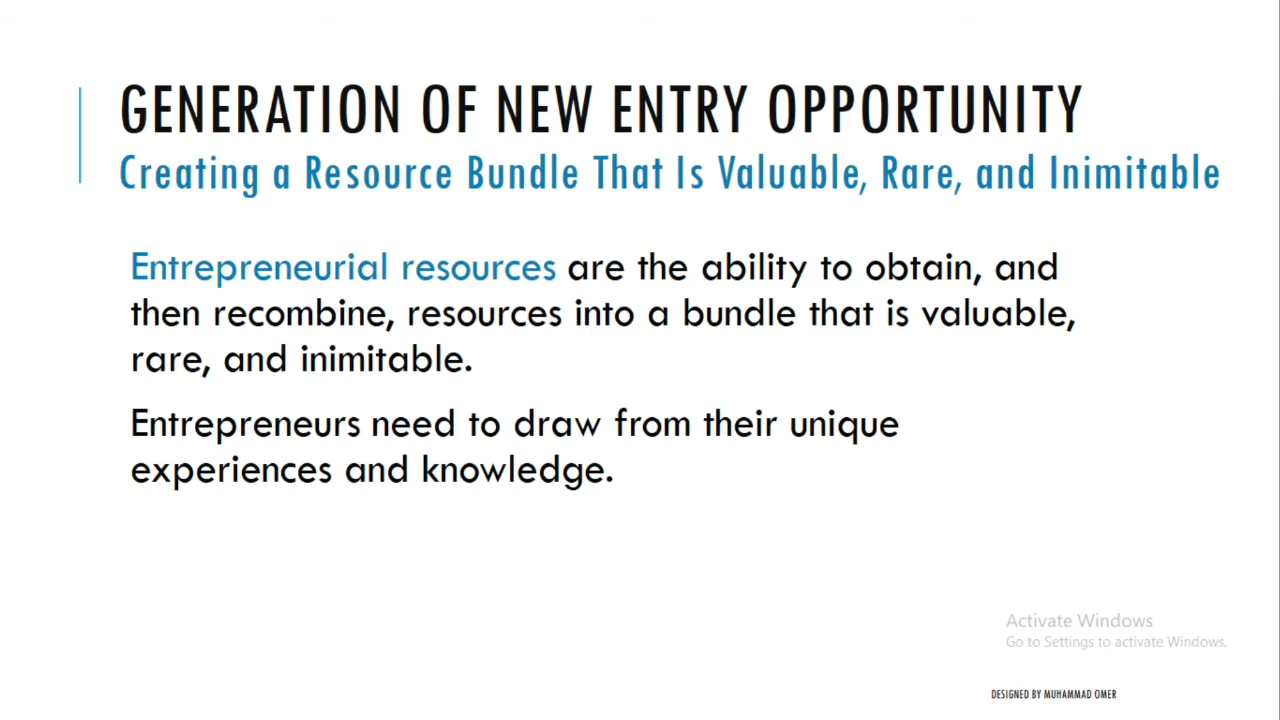 GENERATION OF NEW ENTRY OPPORTUNITY
Creating a Resource Bundle That Is Valuable, Rare, and Inimitable
Entrepreneurial resources are the ability to obtain, and
then recombine, resources into a bundle that is valuable,
rare, and inimitable.
Entrepreneurs need to draw from their unique
experiences and knowledge.
Activate Windows
Go to Settings to activate Windows.
DESIGNED BY MUHAMMAD OMER